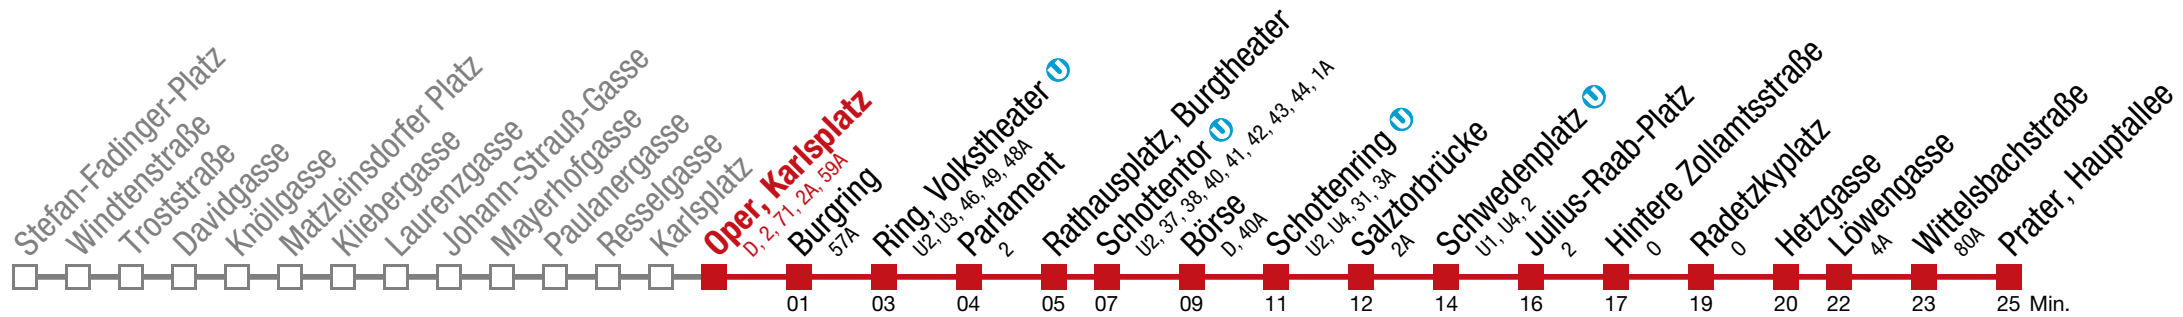 Stefan-Fadinger-Platz
Windtenstraße
Troststraße
Davidgasse
Knöllgasse
Matzleinsdorfer Platz
Kliebergasse
Laurenzgasse
Johann-Strauß-Gasse
Mayerhofgasse
Paulanergasse
Resselgasse
Karlsplatz
Oper, Karlsplatz
D, 2, 71, 2A, 59A
Burgring
57A
Ring, Volkstheater U
U2, U3, 46, 49, 48A
Parlament
2
Rathausplatz, Burgtheater
Schottentor U
U2, 37, 38, 40, 41, 42, 43, 44, 1A
Börse
D, 40A
Schottenring U
U2, U4, 31, 3A
Salztorbrücke
2A
Schwedenplatz U
U1, U4, 2
Julius-Raab-Platz
2
Hintere Zollamtsstraße
O
Radetzkyplatz
O
Hetzgasse
Löwengasse
4A
Wittelsbachstraße
80A
Prater, Hauptallee
01 03 04 05 07 09 11 12 14 16 17 19 20 22 23 25 Min.